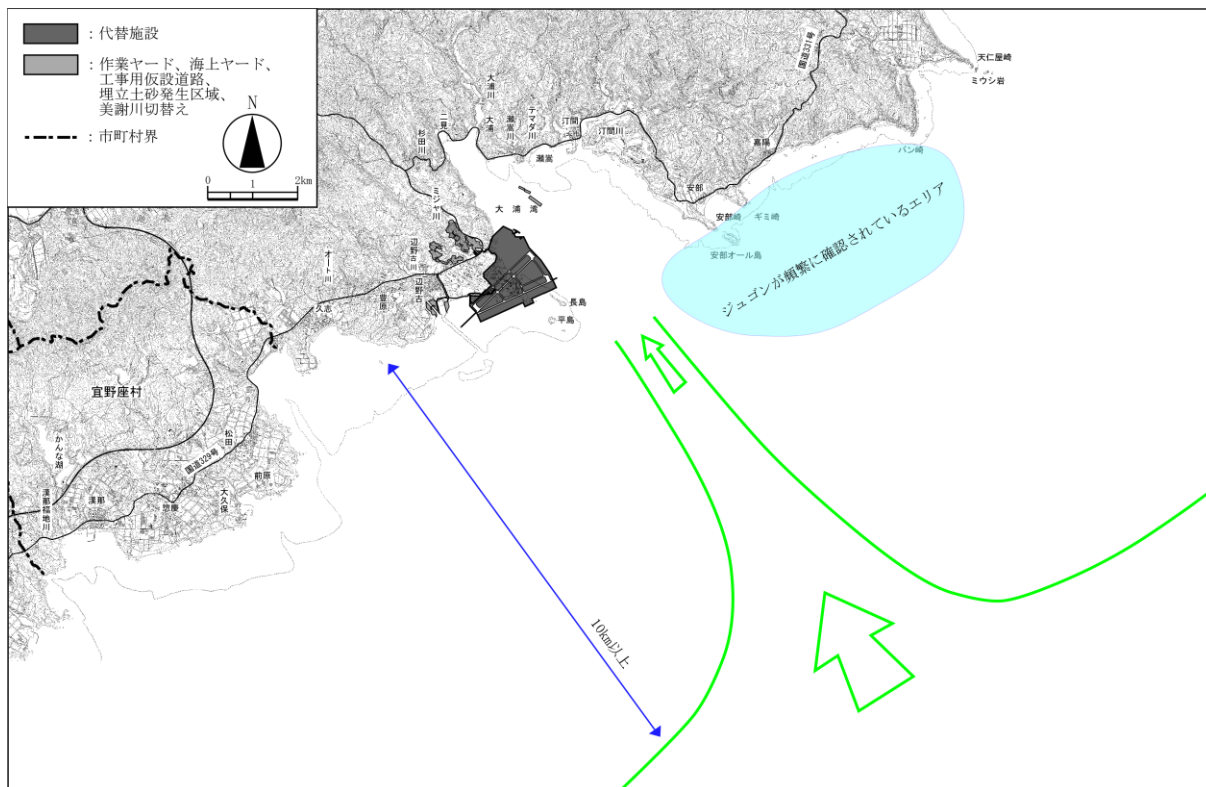 ：代替施設
：作業ヤード、海上ヤード、
工事用仮設道路、
埋立土砂発生区域、
美謝川切替え
：市町村界
N
0 1 2km
国道331号
天仁屋崎
ミウシ岩
バン崎
嘉陽
大浦川
二見
杉田川
大浦
瀬嵩川
テマダ川
汀間
汀間川
瀬嵩
安部
安部崎
ギミ崎
安部オール島
ミジャ川
大浦湾
辺野古川
オート川
辺野古
豊原
久志
長島
平島
ジュゴンが頻繁に確認されているエリア
宜野座村
かんな湖
松田
国道329号
前原
大久保
惣慶
漢那
漢那福地川
10km以上